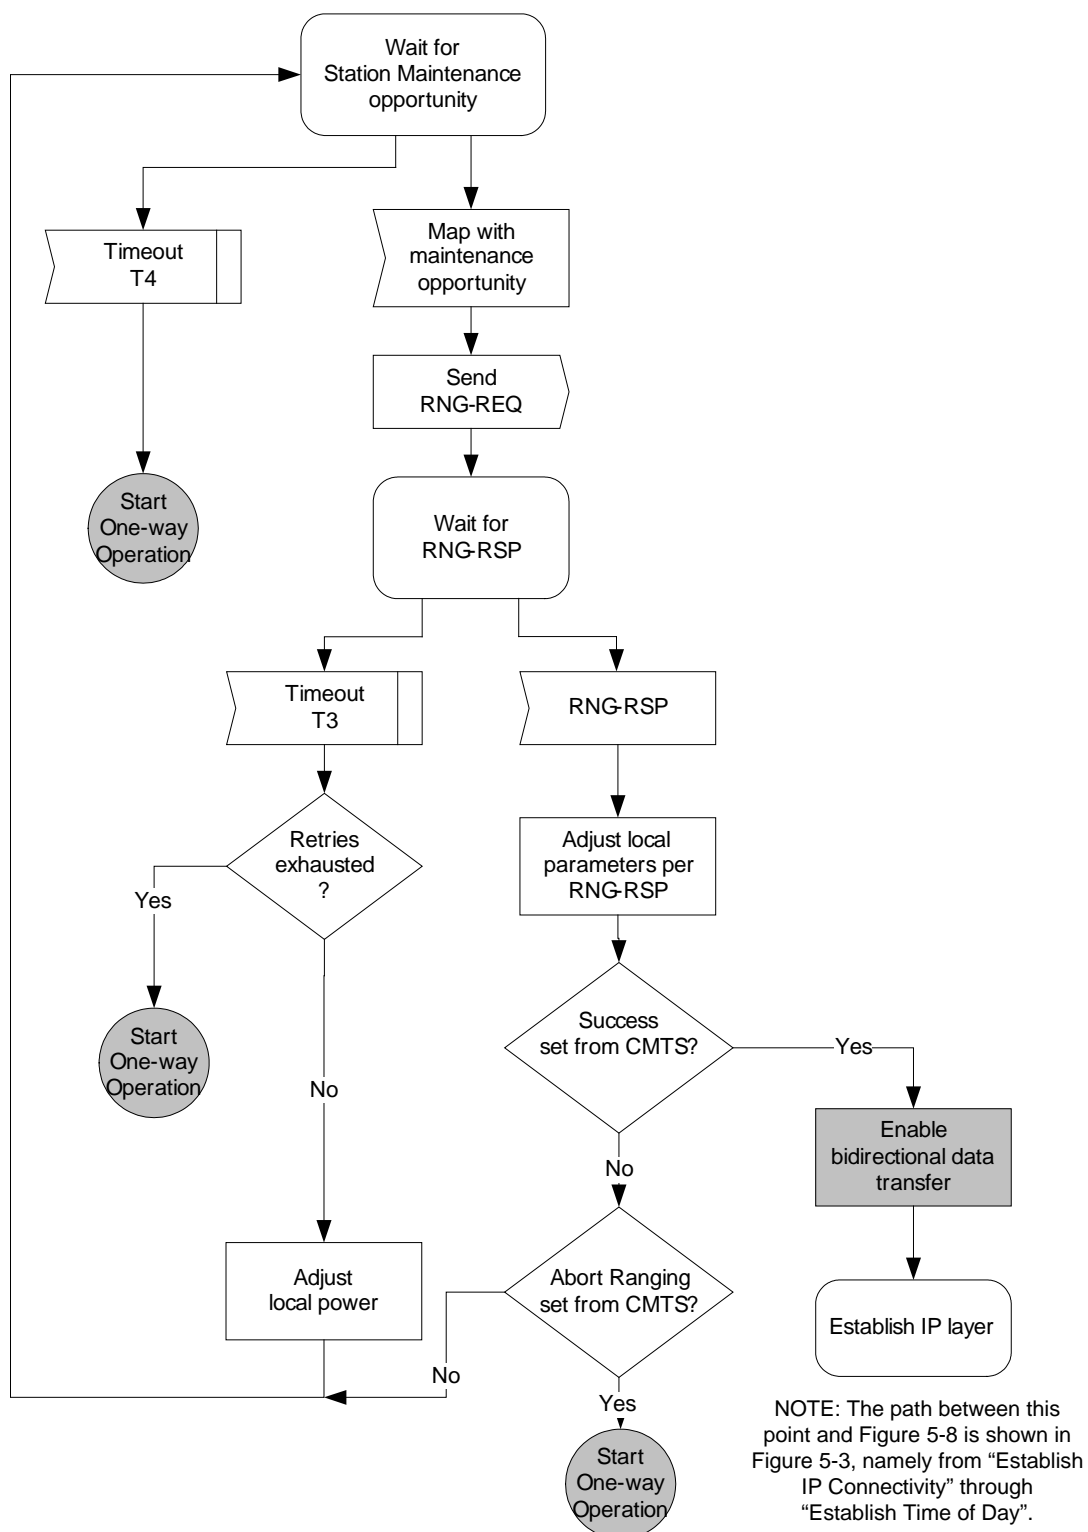 Wait for
Station Maintenance
opportunity
Timeout
T4
Map with
maintenance
opportunity
Send
RNG-REQ
Start
One-way
Operation
Wait for
RNG-RSP
Timeout
T3
RNG-RSP
Retries
exhausted
?
Adjust local
parameters per
RNG-RSP
Yes
Start
One-way
Operation
No
Success
set from CMTS?
Yes
Enable
bidirectional data
transfer
No
Adjust
local power
Abort Ranging
set from CMTS?
Establish IP layer
No
Yes
Start
One-way
Operation
NOTE: The path between this
point and Figure 5-8 is shown in
Figure 5-3, namely from “Establish
IP Connectivity” through
“Establish Time of Day”.